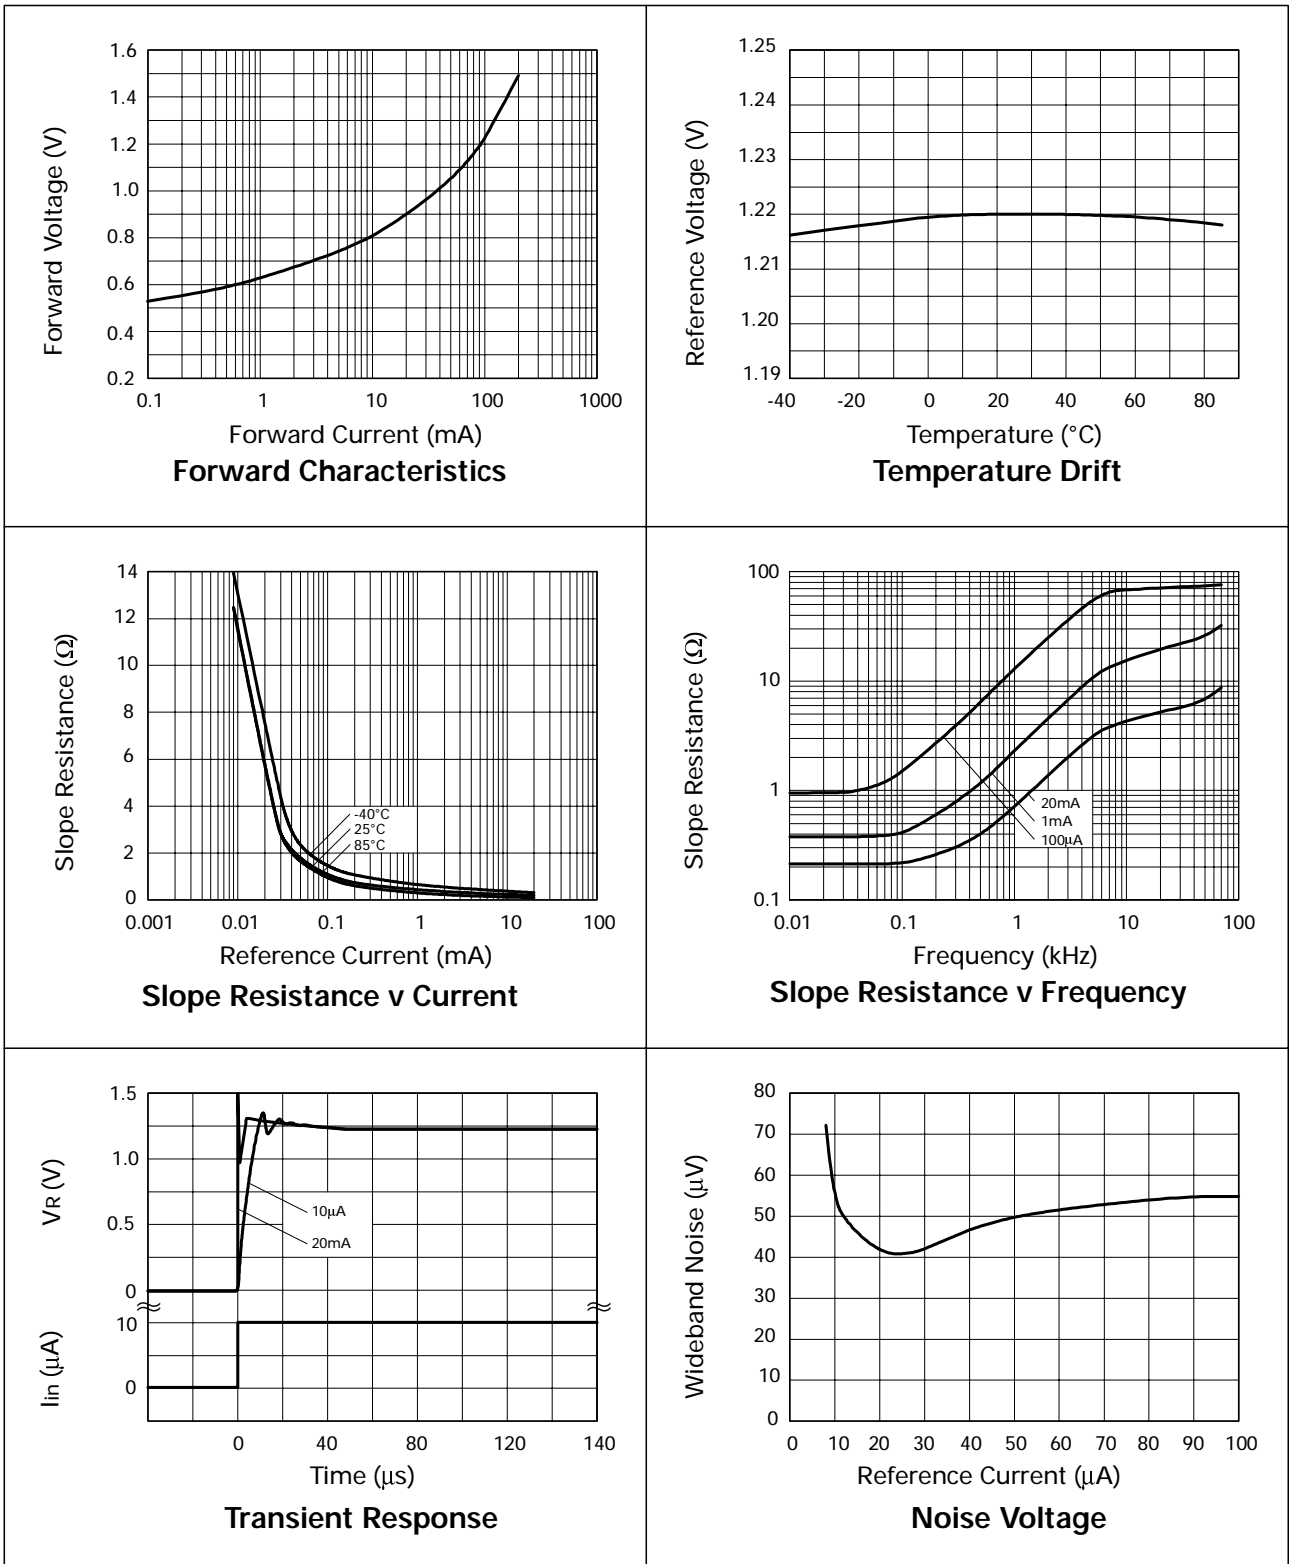 1.6
1.4
1.2
1.0
0.8
0.6
0.4
0.2
Forward Voltage (V)
0.1 1 10 100 1000
Forward Current (mA)
Forward Characteristics
1.25
1.24
1.23
1.22
1.21
1.20
1.19
Reference Voltage (V)
-40 -20 0 20 40 60 80
Temperature (°C)
Temperature Drift
14
12
10
8
6
4
2
0
Slope Resistance (Ω)
-40°C
25°C
85°C
0.001 0.01 0.1 1 10 100
Reference Current (mA)
Slope Resistance v Current
100
10
1
0.1
Slope Resistance (Ω)
20mA
1mA
100µA
0.01 0.1 1 10 100
Frequency (kHz)
Slope Resistance v Frequency
1.5
1.0
0.5
0
VR (V)
10µA
20mA
10
0
Iin (µA)
0 40 80 120 140
Time (µs)
Transient Response
80
70
60
50
40
30
20
10
0
Wideband Noise (µV)
0 10 20 30 40 50 60 70 80 90 100
Reference Current (µA)
Noise Voltage